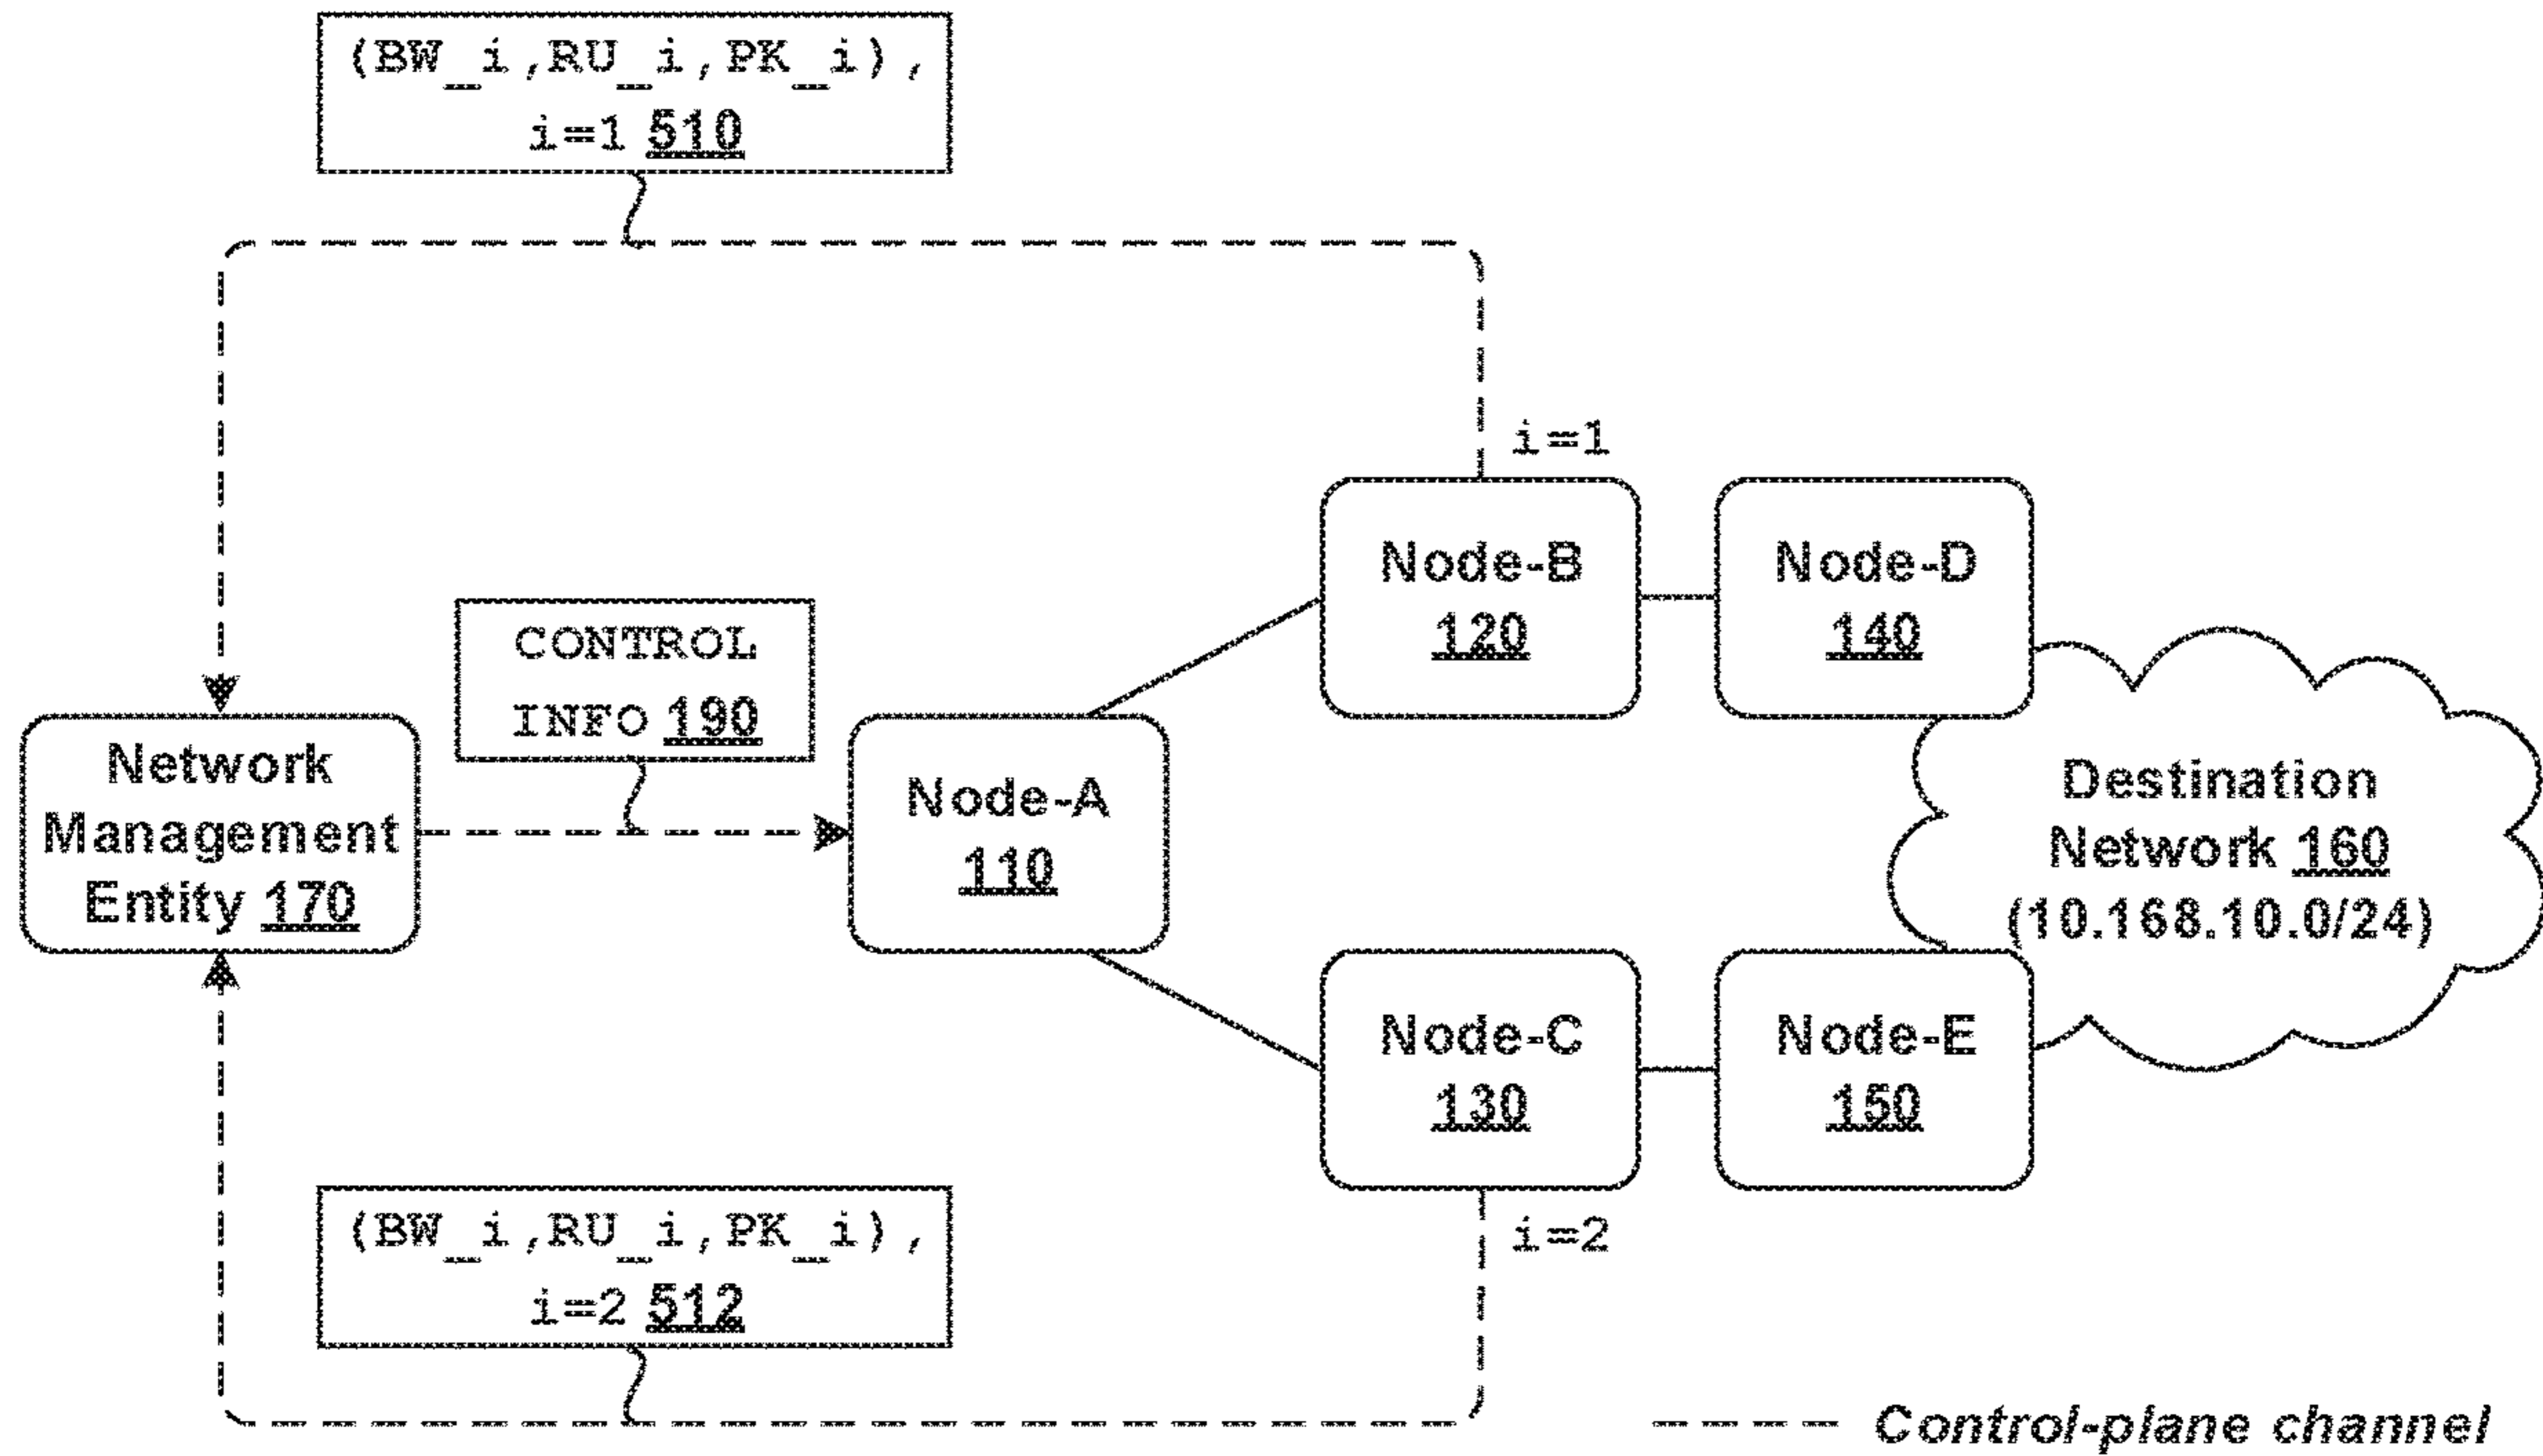 (BW_i,RU_i,PK_i),
i=1 510
i=1
Node-B
120
Node-D
140
CONTROL
INFO 190
Network
Management
Entity 170
Node-A
110
Destination
Network 160
(10.168.10.0/24)
Node-C
130
Node-E
150
(BW_i,RU_i,PK_i),
i=2 512
i=2
Control-plane channel